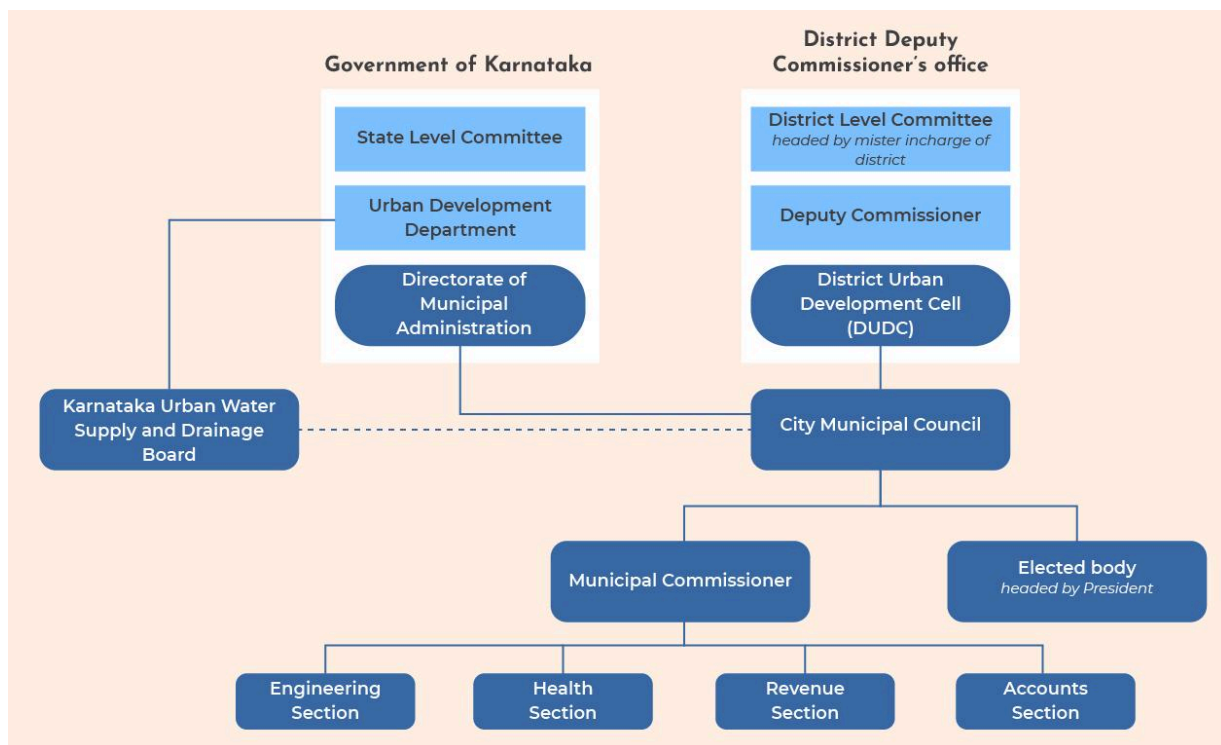 Government of Karnataka
State Level Committee
Urban Development
Department
Directorate of
Municipal
Administration
District Deputy
Commissioner's office
District Level Committee
headed by mister incharge of
district
Deputy Commissioner
District Urban
Development Cell
(DUDC)
Karnataka Urban Water
Supply and Drainage
Board
City Municipal Council
Municipal Commissioner
Elected body
headed by President
Engineering
Section
Health
Section
Revenue
Section
Accounts
Section